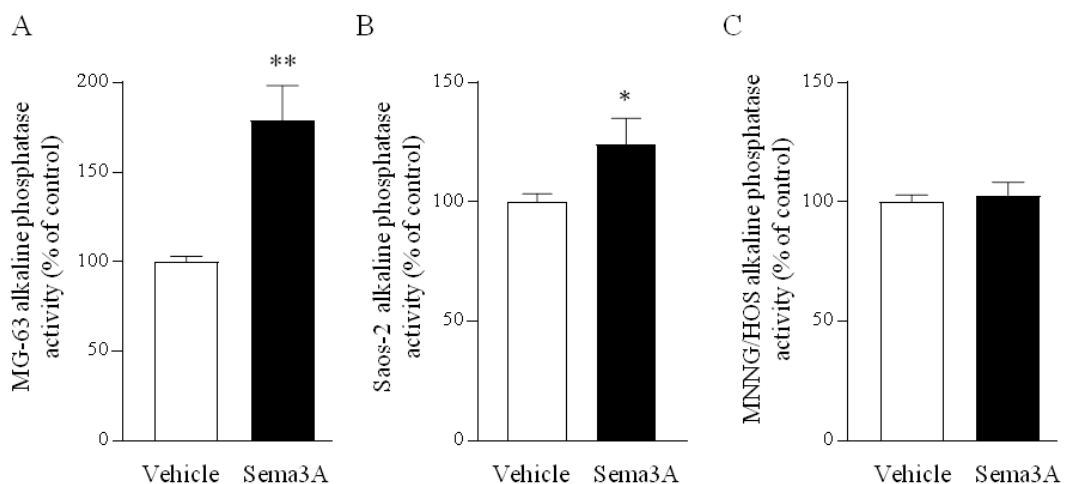 A
MG-63 alkaline phosphatase
activity (% of control)
200
150
100
50
0
**
Vehicle
Sema3A
B
Saos-2 alkaline phosphatase
activity (% of control)
150
100
50
0
*
Vehicle
Sema3A
C
MNNG/HOS alkaline phosphatase
activity (% of control)
150
100
50
0
Vehicle
Sema3A